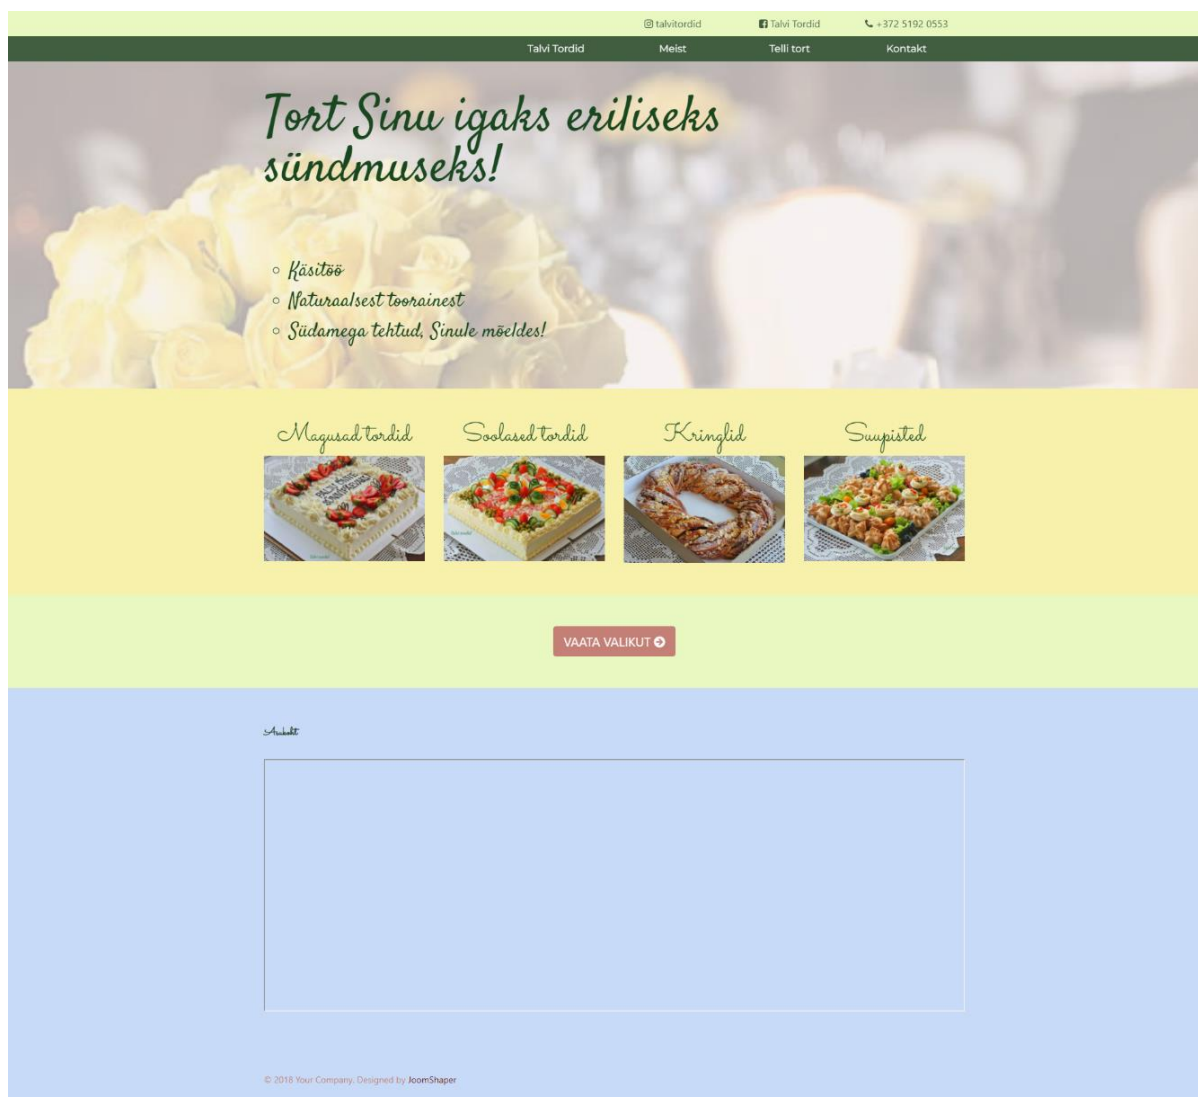 talvitordid Talvi Tordid +372 5192 0553
Talvi Tordid Meist Telli tort Kontakt
Tort Sinu igaks eriliseks
sündmuseks!
Käsitöö
Naturaalsest toorainest
Südamega tehtud, Sinule mõeldes!
Magusad tordid Soolased tordid Kringlid Suupisted
VAATA VALIKUT
Asukoht
© 2018 Your Company. Designed by JoomShaper